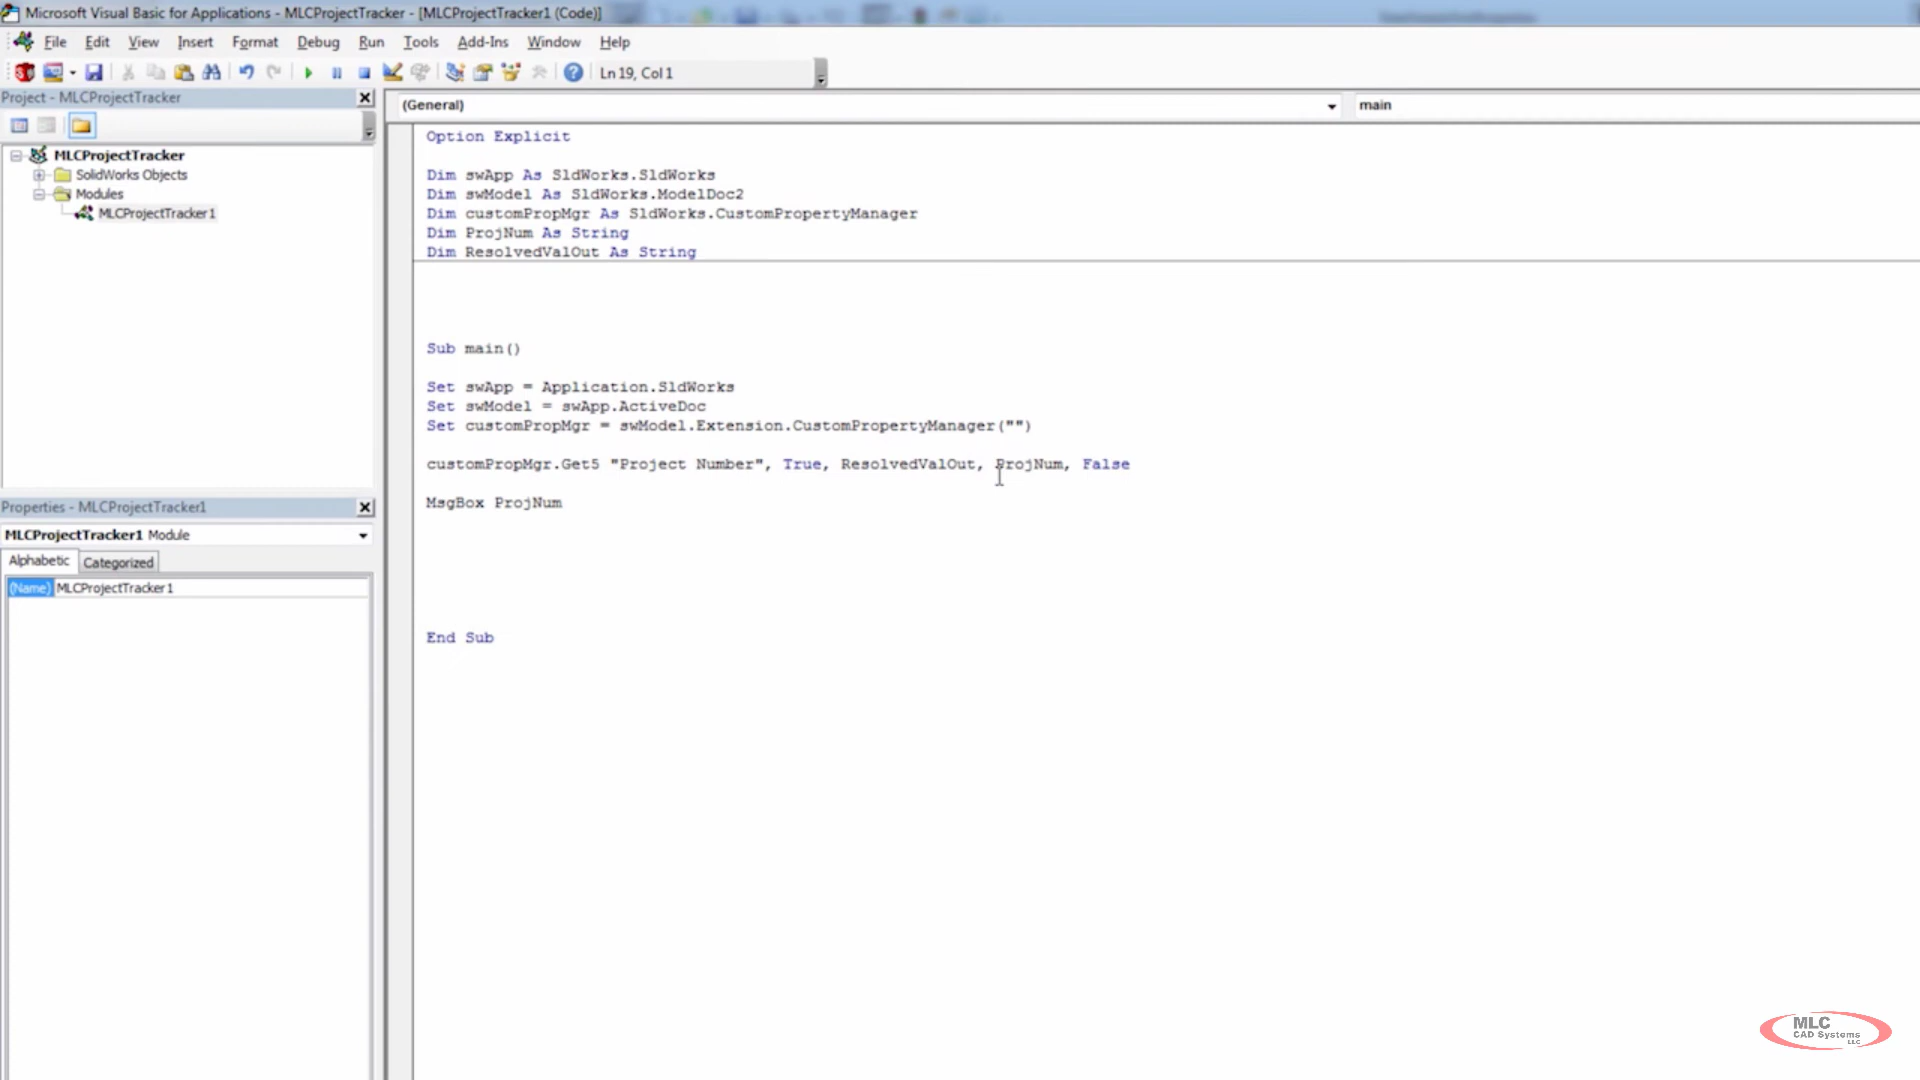 Microsoft Visual Basic for Applications - MLCProjectTracker - [MLCProjectTracker1 (Code)]
File Edit View Insert Format Debug Run Tools Add-Ins Window Help
Ln 19, Col 1
Project - MLCProjectTracker
MLCProjectTracker
SolidWorks Objects
Modules
MLCProjectTracker1
Properties - MLCProjectTracker1
MLCProjectTracker1 Module
Alphabetic Categorized
(Name) MLCProjectTracker1
(General) main
Option Explicit
Dim swApp As SldWorks.SldWorks
Dim swModel As SldWorks.ModelDoc2
Dim customPropMgr As SldWorks.CustomPropertyManager
Dim ProjNum As String
Dim ResolvedValOut As String
Sub main()
Set swApp = Application.SldWorks
Set swModel = swApp.ActiveDoc
Set customPropMgr = swModel.Extension.CustomPropertyManager("")
customPropMgr.Get5 "Project Number", True, ResolvedValOut, ProjNum, False
MsgBox ProjNum
End Sub
MLC
CAD Systems
LLC